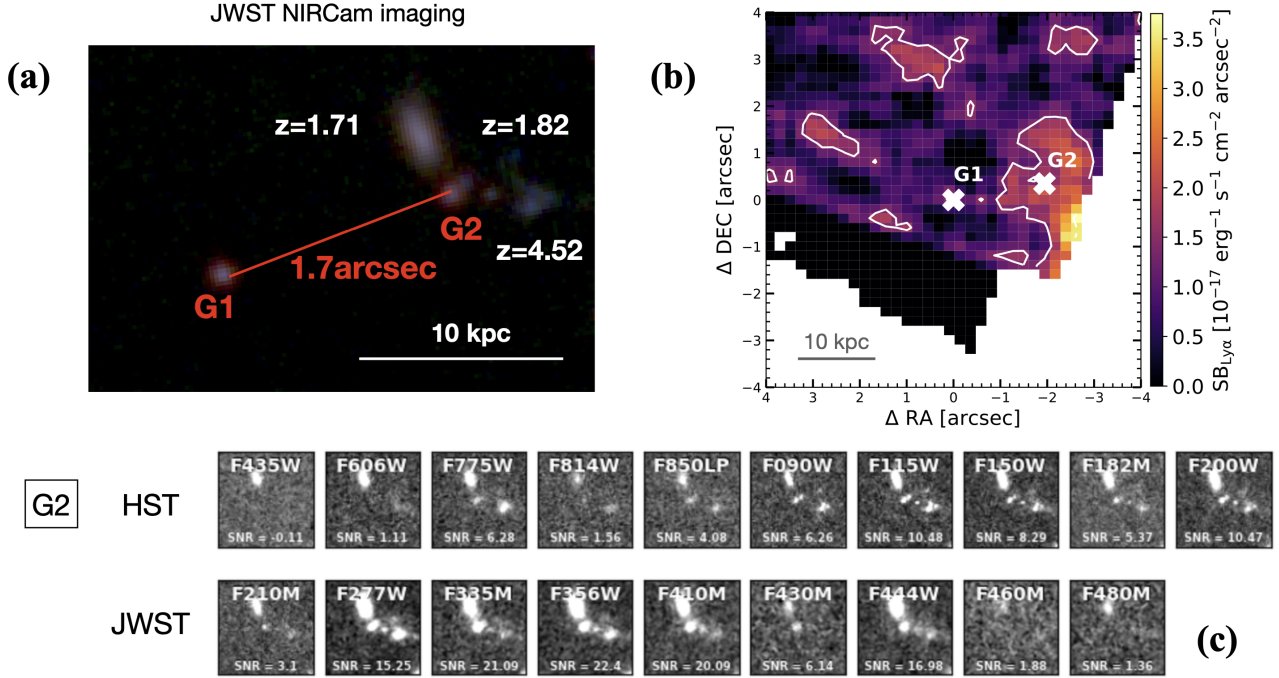 JWST NIRCam imaging
(a)
z=1.71
z=1.82
G2
z=4.52
1.7arcsec
G1
10 kpc
(b)
4
3
2
1
0
−1
−2
−3
−4
Δ DEC [arcsec]
G1
G2
10 kpc
4 3 2 1 0 −1 −2 −3 −4
Δ RA [arcsec]
3.5
3.0
2.5
2.0
1.5
1.0
0.5
0.0
SB_Lyα [10⁻¹⁷ erg⁻¹ s⁻¹ cm⁻² arcsec⁻²]
G2
HST
F435W F606W F775W F814W F850LP F090W F115W F150W F182M F200W
SNR = -0.11 SNR = 1.11 SNR = 6.28 SNR = 1.56 SNR = 4.08 SNR = 6.26 SNR = 10.48 SNR = 8.29 SNR = 5.37 SNR = 10.47
JWST
F210M F277W F335M F356W F410M F430M F444W F460M F480M
SNR = 3.1 SNR = 15.25 SNR = 21.09 SNR = 22.4 SNR = 20.09 SNR = 6.14 SNR = 16.98 SNR = 1.88 SNR = 1.36
(c)